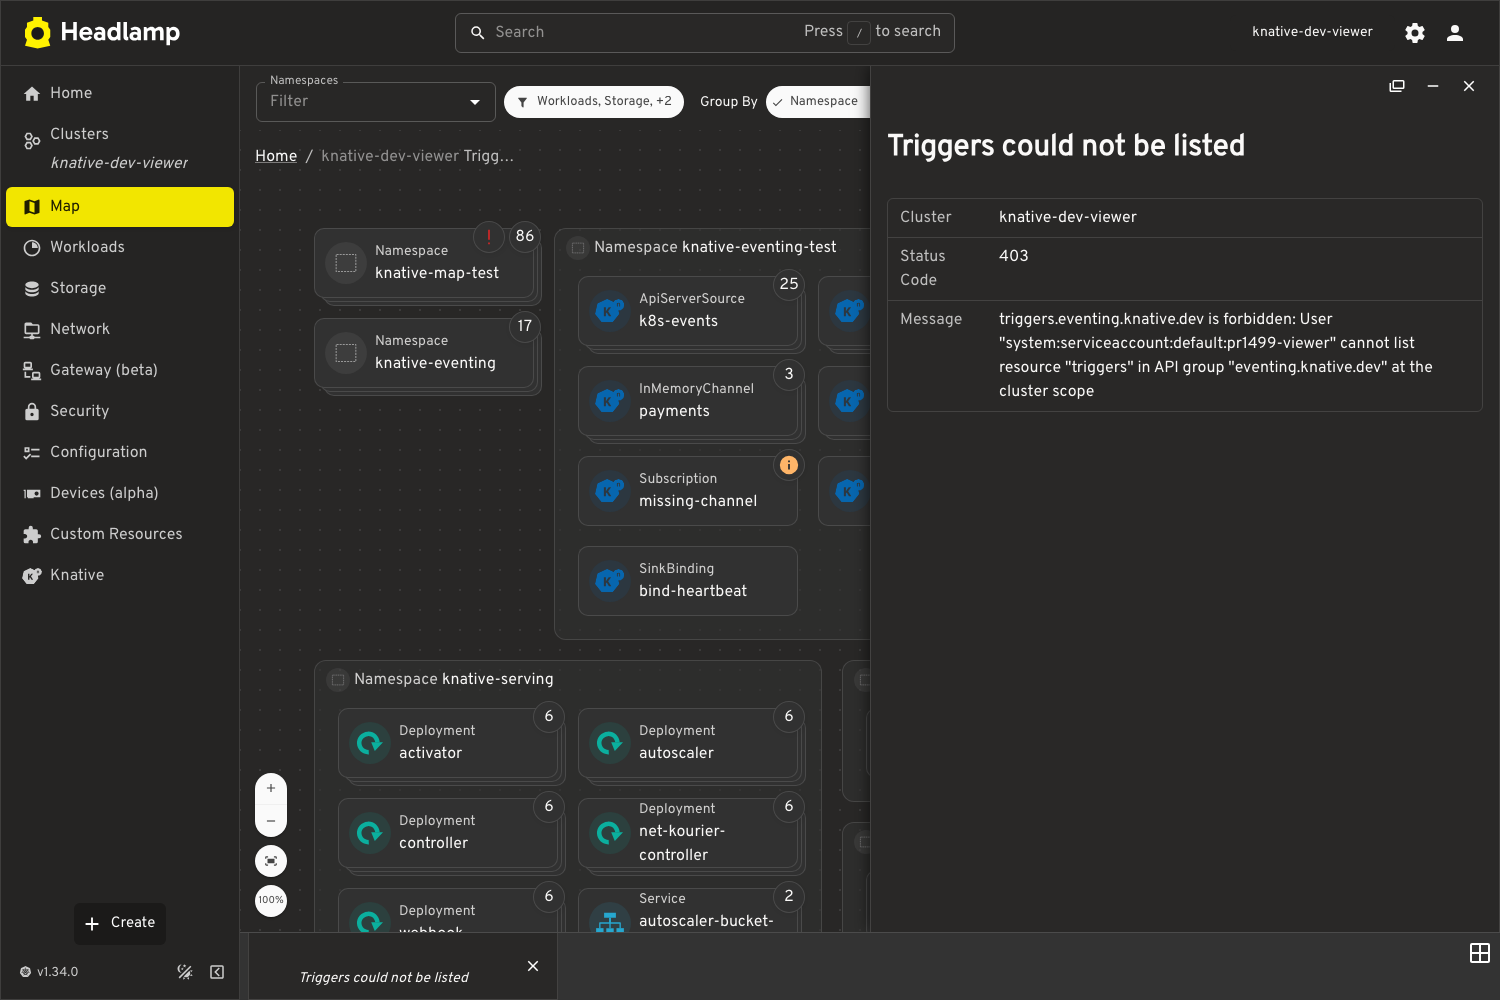 Headlamp
Search
Press / to search
knative-dev-viewer
Home
Clusters
knative-dev-viewer
Map
Workloads
Storage
Network
Gateway (beta)
Security
Configuration
Devices (alpha)
Custom Resources
Knative
Create
v1.34.0
Namespaces
Filter
Workloads, Storage, +2
Group By
Namespace
Home / knative-dev-viewer Trigg...
86
Namespace
knative-map-test
17
Namespace
knative-eventing
Namespace knative-eventing-test
25
ApiServerSource
k8s-events
3
InMemoryChannel
payments
Subscription
missing-channel
SinkBinding
bind-heartbeat
Namespace knative-serving
6
Deployment
activator
6
Deployment
autoscaler
6
Deployment
controller
6
Deployment
net-kourier-
controller
6
Deployment
webhook
2
Service
autoscaler-bucket-
+
−
100%
Triggers could not be listed
Cluster
knative-dev-viewer
Status
Code
403
Message
triggers.eventing.knative.dev is forbidden: User
"system:serviceaccount:default:pr1499-viewer" cannot list
resource "triggers" in API group "eventing.knative.dev" at the
cluster scope
Triggers could not be listed